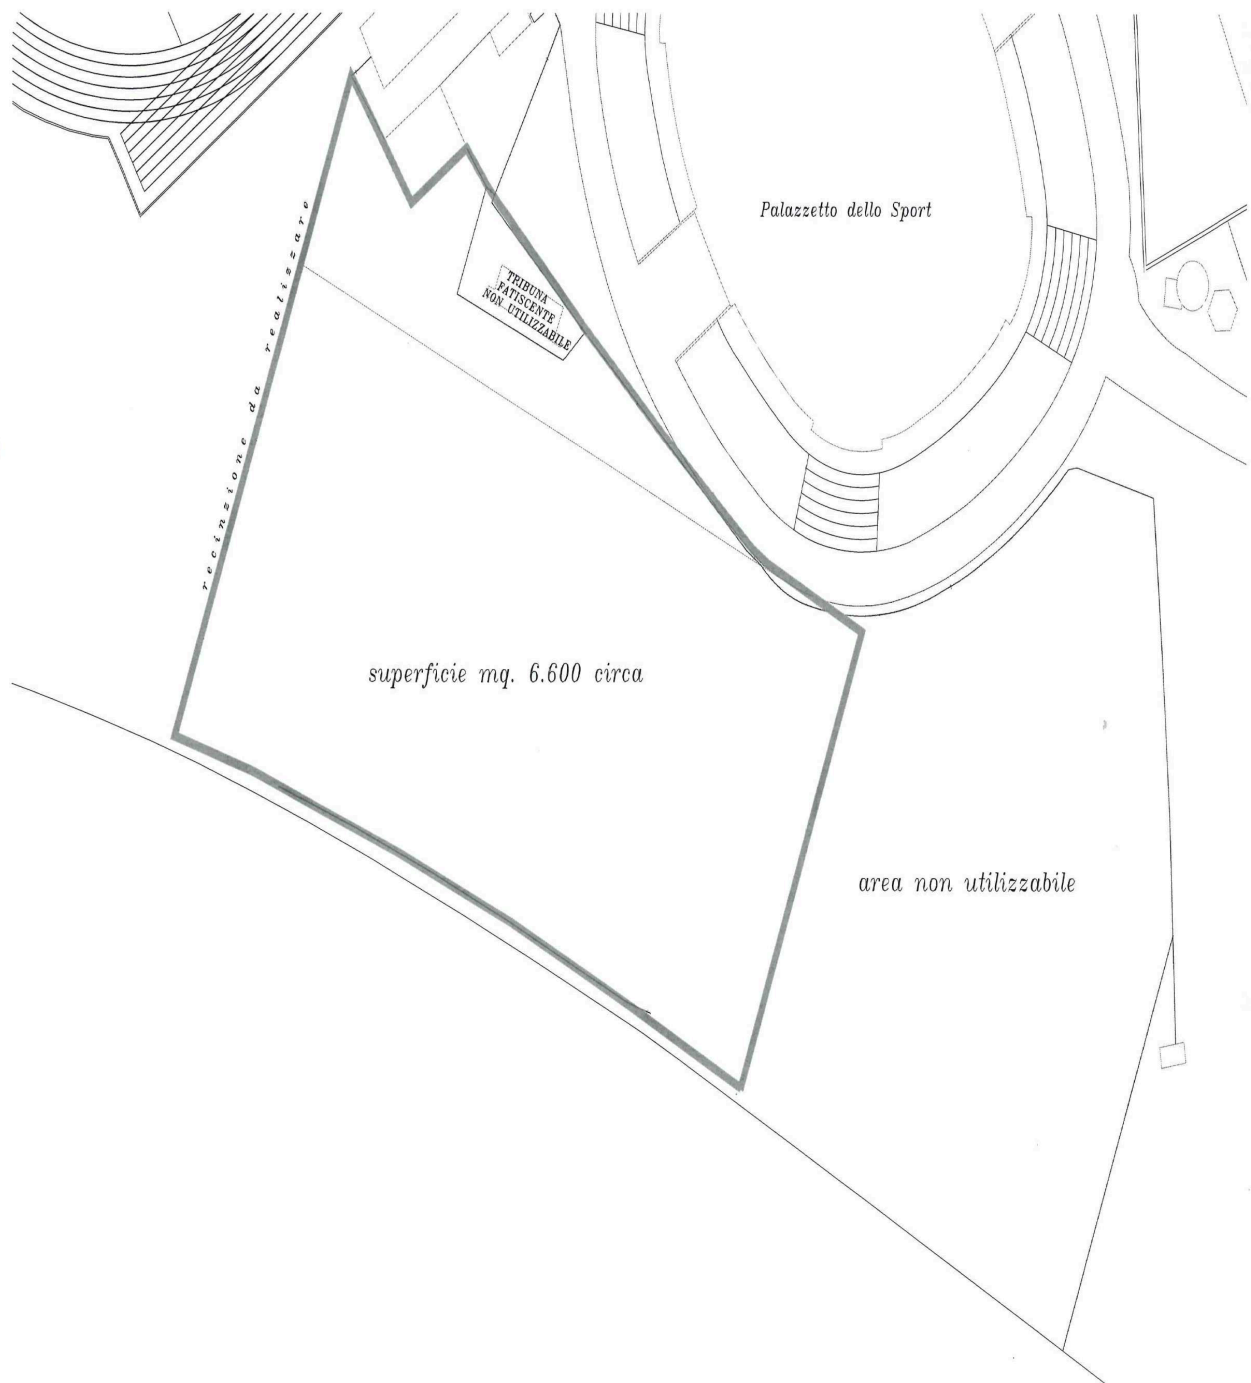 Palazzetto dello Sport
recinzione da realizzare
TRIBUNA
FATISCENTE
NON UTILIZZABILE
superficie mq. 6.600 circa
area non utilizzabile